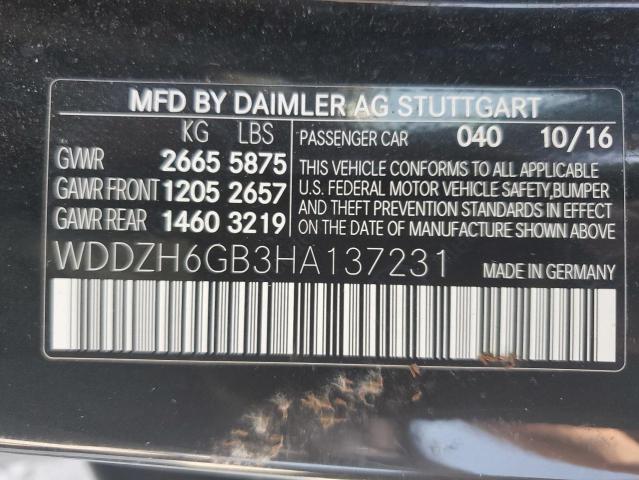 MFD BY DAIMLER AG STUTTGART
KG LBS
GVWR 2665 5875
GAWR FRONT 1205 2657
GAWR REAR 1460 3219
PASSENGER CAR 040 10/16
THIS VEHICLE CONFORMS TO ALL APPLICABLE
U.S. FEDERAL MOTOR VEHICLE SAFETY,BUMPER
AND THEFT PREVENTION STANDARDS IN EFFECT
ON THE DATE OF MANUFACTURE SHOWN ABOVE
WDDZH6GB3HA137231
MADE IN GERMANY